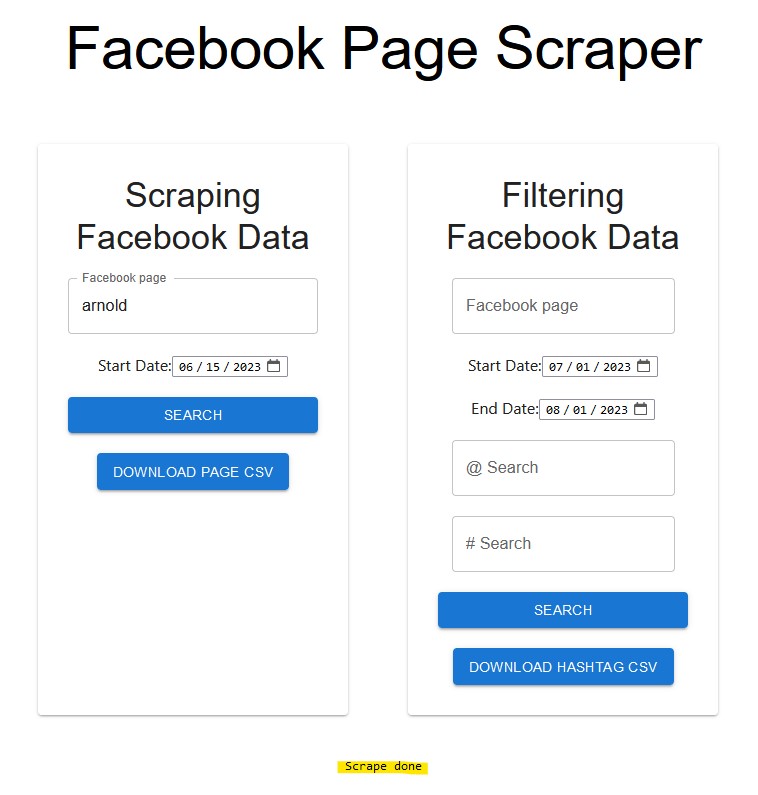 Facebook Page Scraper
Scraping
Facebook Data
Facebook page
arnold
Start Date: 06/15/2023
SEARCH
DOWNLOAD PAGE CSV
Filtering
Facebook Data
Facebook page
Start Date: 07/01/2023
End Date: 08/01/2023
@ Search
# Search
SEARCH
DOWNLOAD HASHTAG CSV
Scrape done